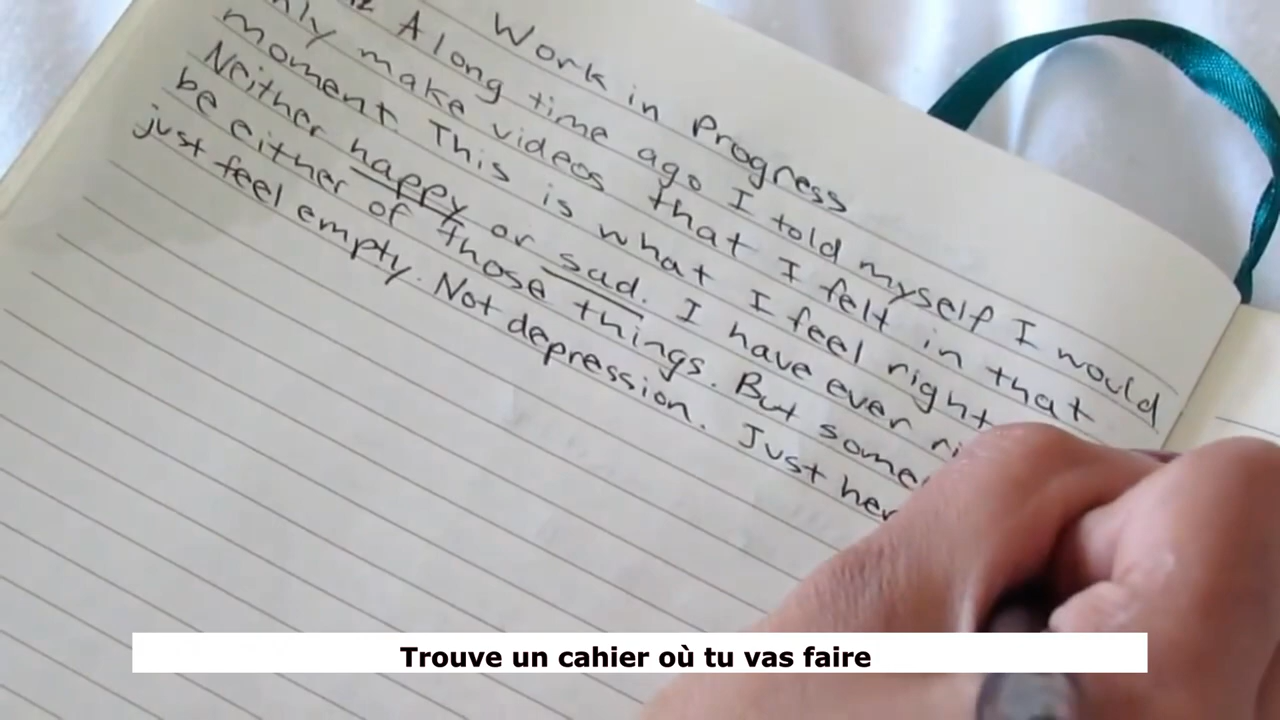 Work in Progress
A long time ago I told myself I would
only make videos that I felt in that
moment. This is what I feel right
Neither happy or sad. I have ever
be either of those things. But
just feel empty. Not depression. Just
Trouve un cahier où tu vas faire